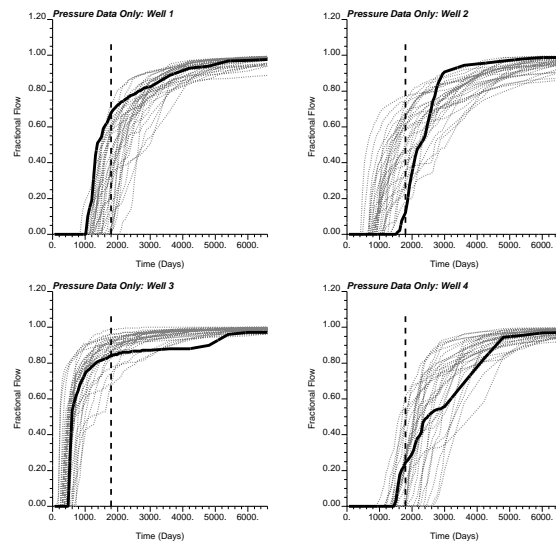 Pressure Data Only: Well 1
1.20
1.00
0.80
0.60
0.40
0.20
0.00
Fractional Flow
0. 1000. 2000. 3000. 4000. 5000. 6000.
Time (Days)
Pressure Data Only: Well 2
1.20
1.00
0.80
0.60
0.40
0.20
0.00
Fractional Flow
0. 1000. 2000. 3000. 4000. 5000. 6000.
Time (Days)
Pressure Data Only: Well 3
1.20
1.00
0.80
0.60
0.40
0.20
0.00
Fractional Flow
0. 1000. 2000. 3000. 4000. 5000. 6000.
Time (Days)
Pressure Data Only: Well 4
1.20
1.00
0.80
0.60
0.40
0.20
0.00
Fractional Flow
0. 1000. 2000. 3000. 4000. 5000. 6000.
Time (Days)